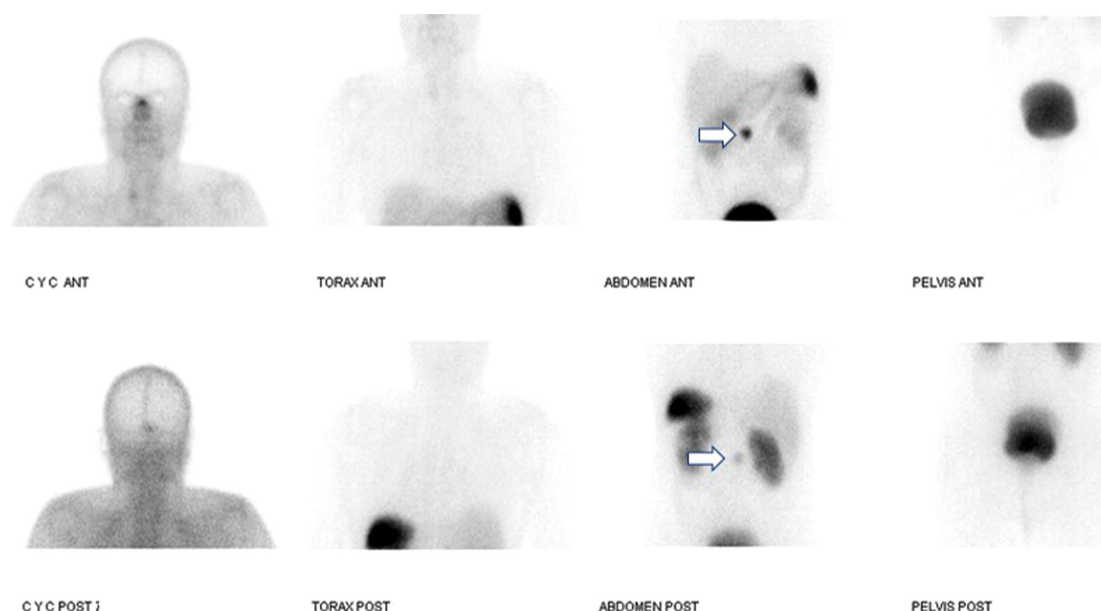 C Y C ANT
TORAX ANT
ABDOMEN ANT
PELVIS ANT
C Y C POST
TORAX POST
ABDOMEN POST
PELVIS POST